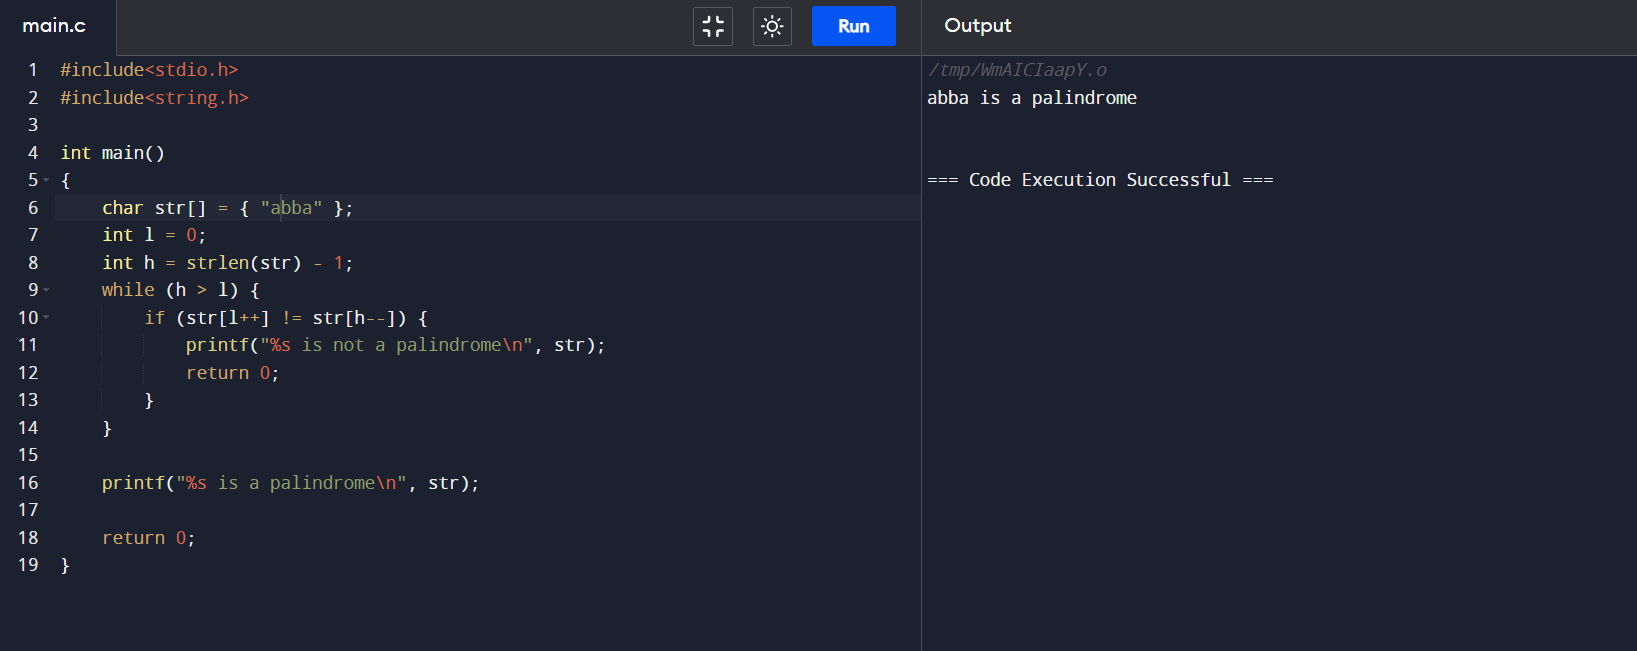 main.c
Run
Output
1 #include<stdio.h>
2 #include<string.h>
3
4 int main()
5 {
6     char str[] = { "abba" };
7     int l = 0;
8     int h = strlen(str) - 1;
9     while (h > l) {
10         if (str[l++] != str[h--]) {
11             printf("%s is not a palindrome\n", str);
12             return 0;
13         }
14     }
15
16     printf("%s is a palindrome\n", str);
17
18     return 0;
19 }
/tmp/WmAICIaapY.o
abba is a palindrome
=== Code Execution Successful ===